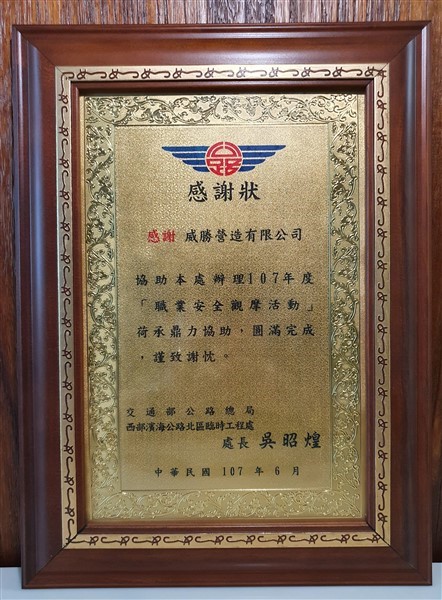 感謝狀
感謝 威勝營造有限公司
協助本處辦理107年度
「職業安全觀摩活動」
荷承鼎力協助，圓滿完成
，謹致謝忱。
交通部公路總局
西部濱海公路北區臨時工程處
處長 吳昭煌
中華民國 107 年 6 月